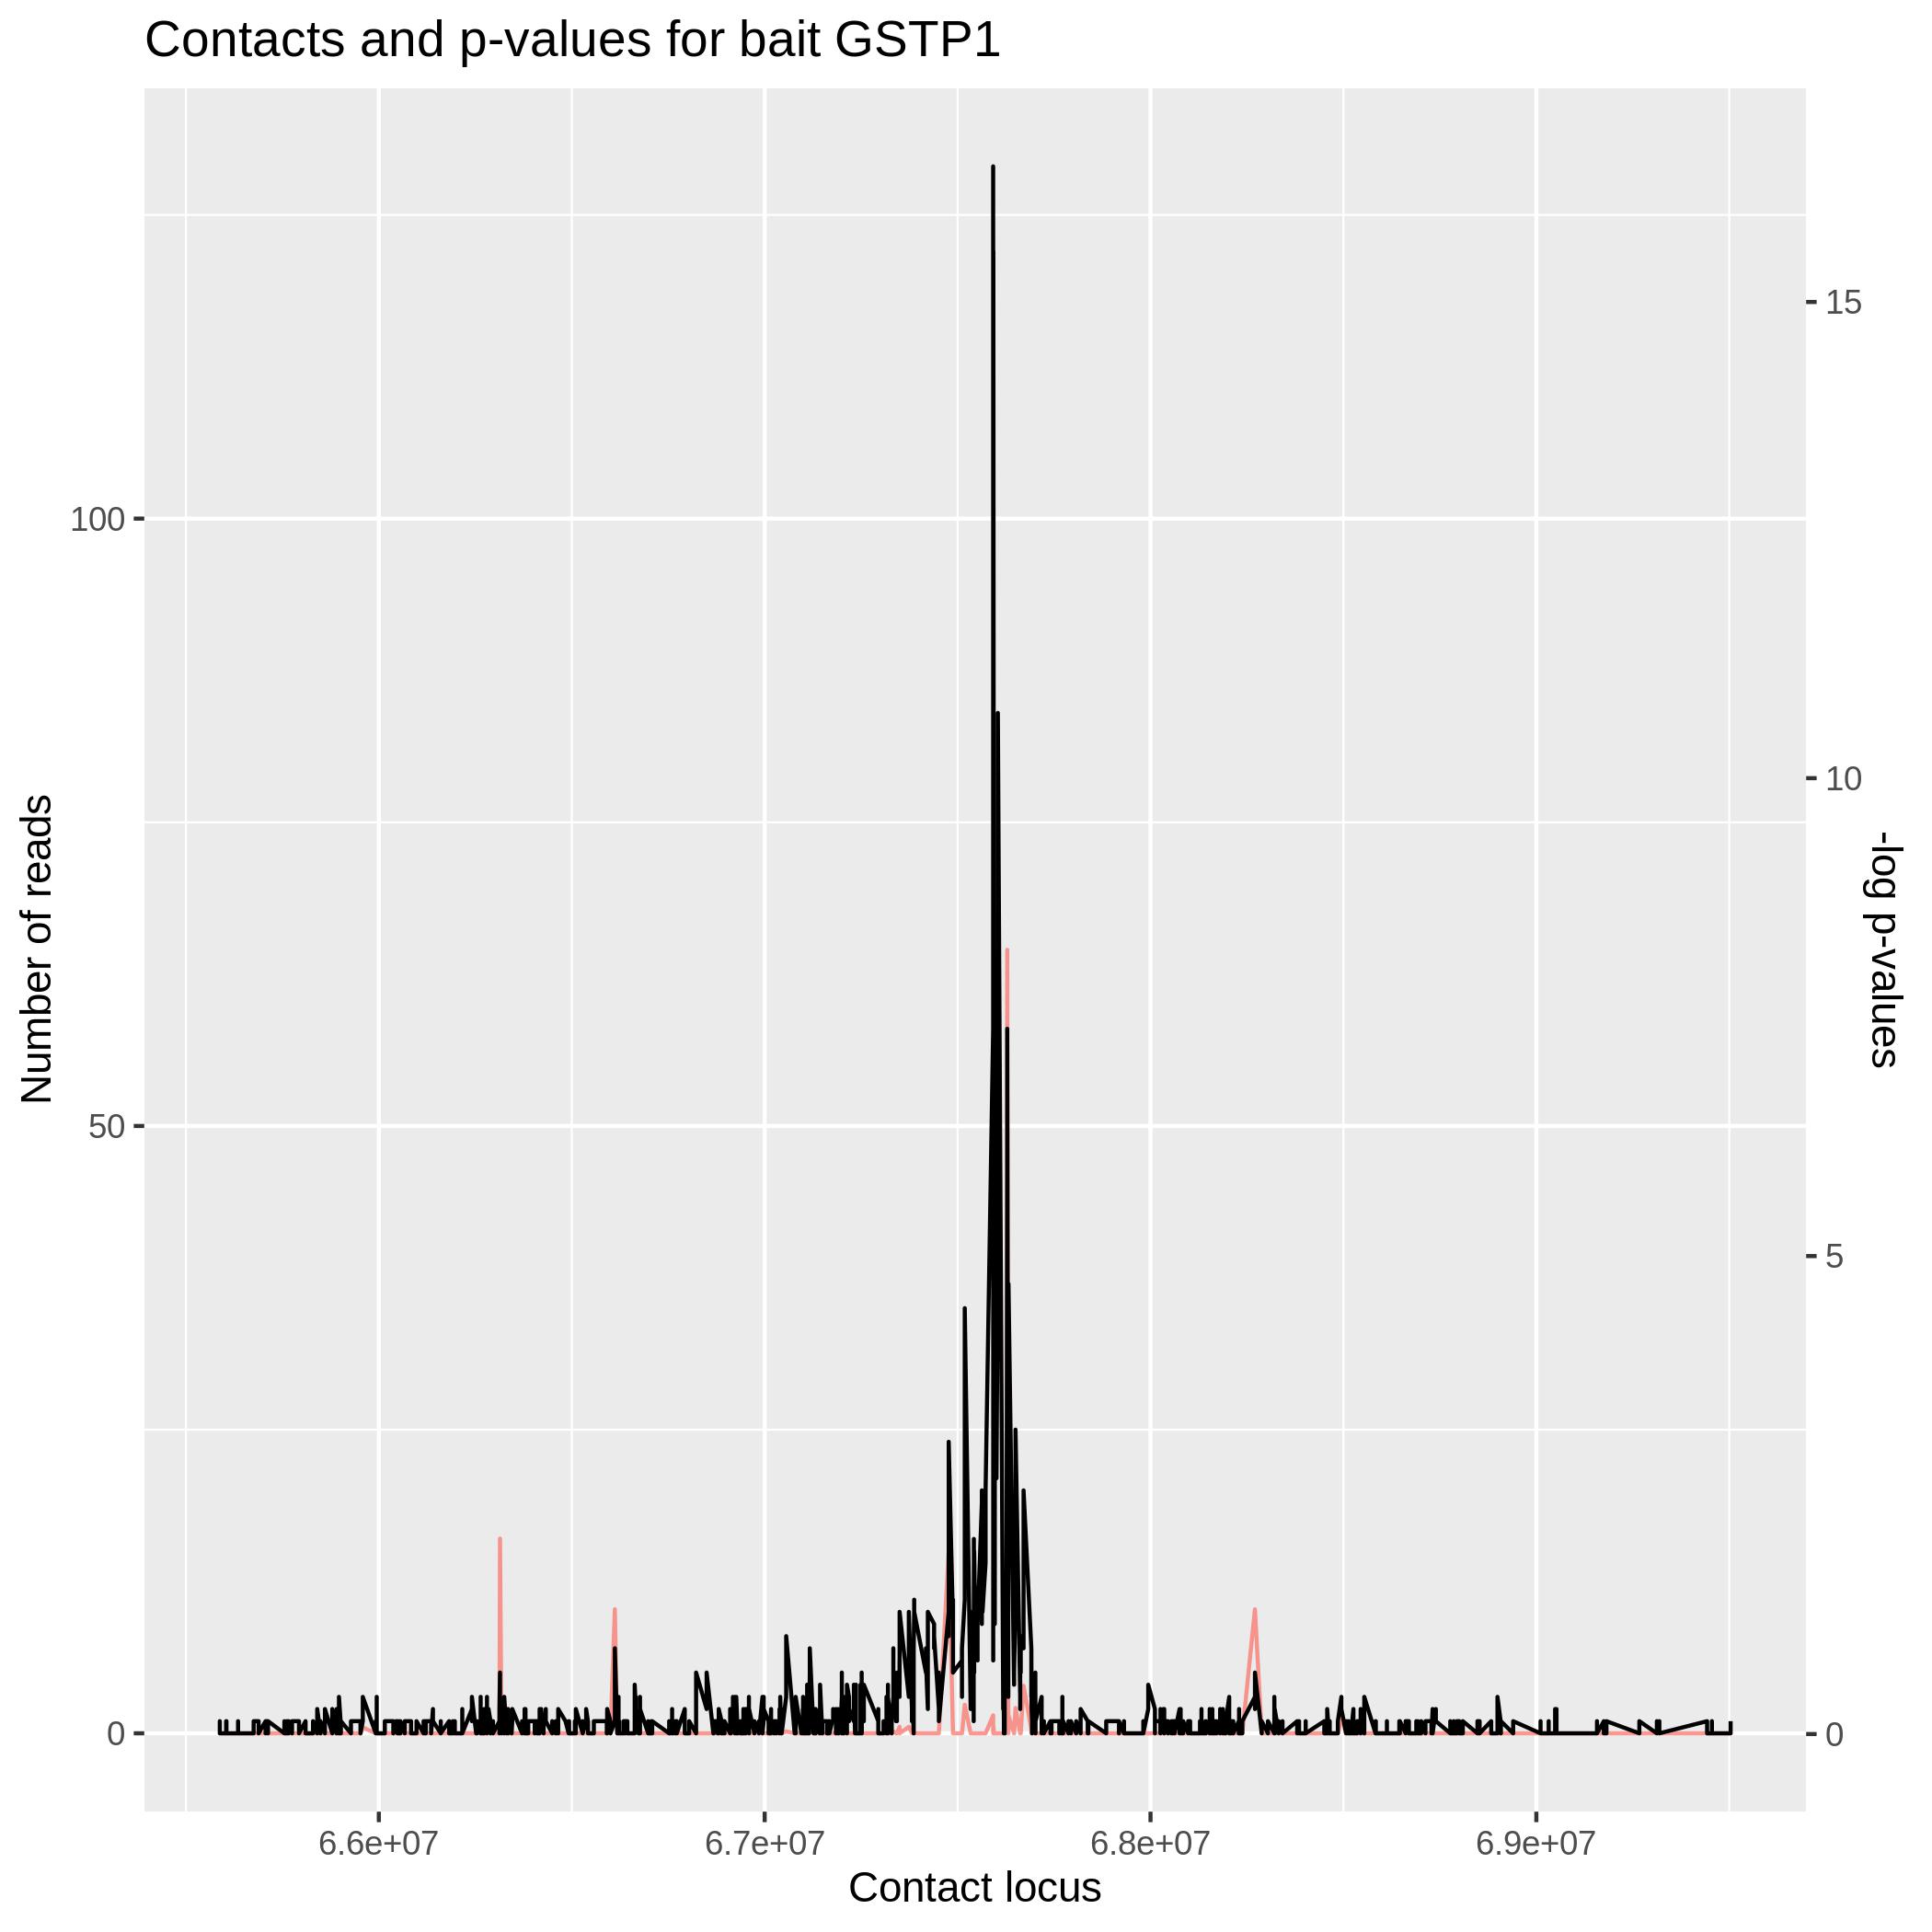 Contacts and p-values for bait GSTP1
100
50
0
Number of reads
15
10
5
0
-log p-values
6.6e+07 6.7e+07 6.8e+07 6.9e+07
Contact locus